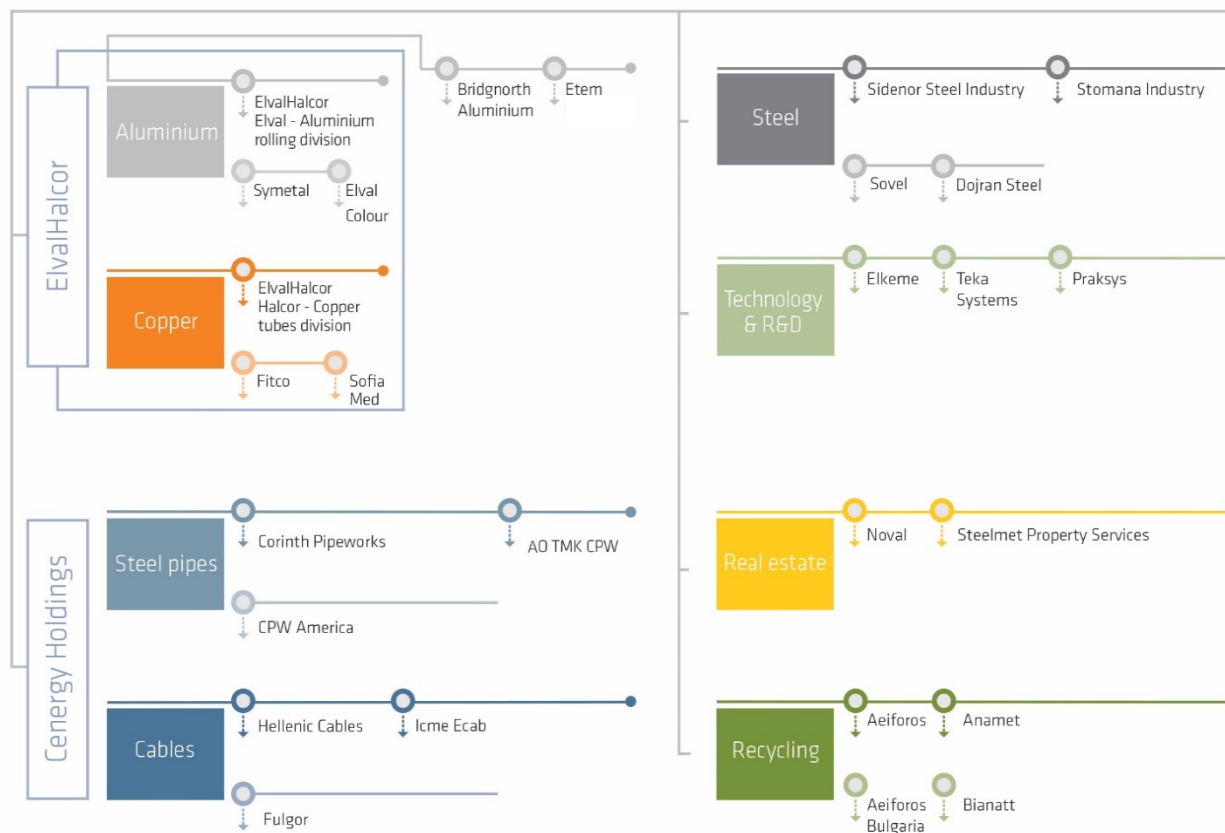 ElvalHalcor
Aluminium
ElvalHalcor
Elval - Aluminium
rolling division
Symetal
Elval
Colour
Bridgnorth
Aluminium
Etem
Copper
ElvalHalcor
Halcor - Copper
tubes division
Fitco
Sofia
Med
Cenergy Holdings
Steel pipes
Corinth Pipeworks
AO TMK CPW
CPW America
Cables
Hellenic Cables
Icme Ecab
Fulgor
Steel
Sidenor Steel Industry
Stomana Industry
Sovel
Dojran Steel
Technology
& R&D
Elkeme
Teka
Systems
Praksys
Real estate
Noval
Steelmet Property Services
Recycling
Aeiforos
Anamet
Aeiforos
Bulgaria
Bianatt